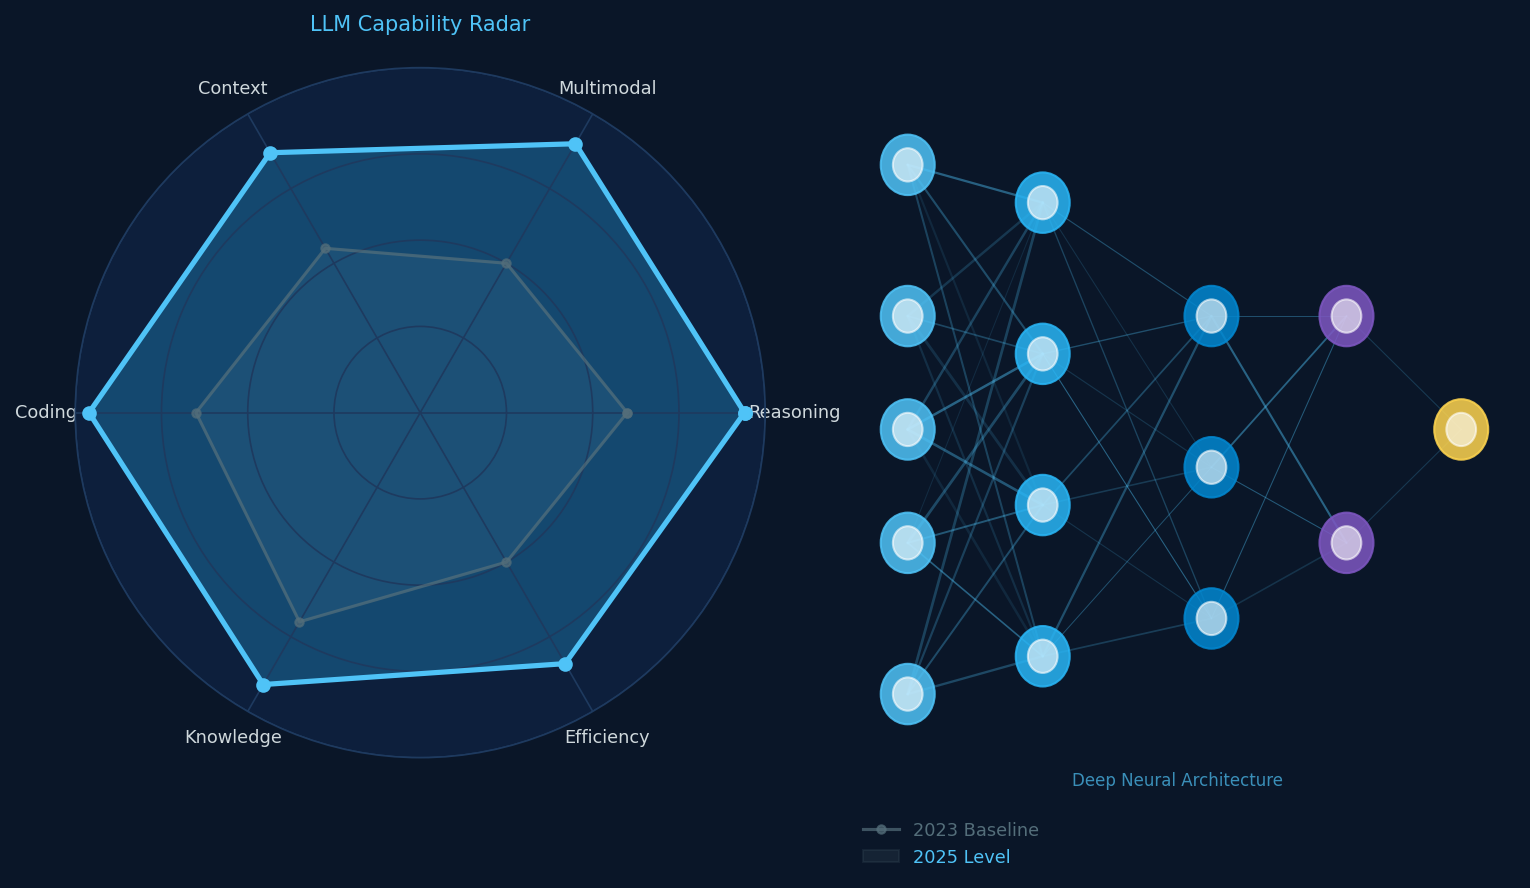 LLM Capability Radar
Context
Multimodal
Coding
Reasoning
Knowledge
Efficiency
Deep Neural Architecture
2023 Baseline
2025 Level